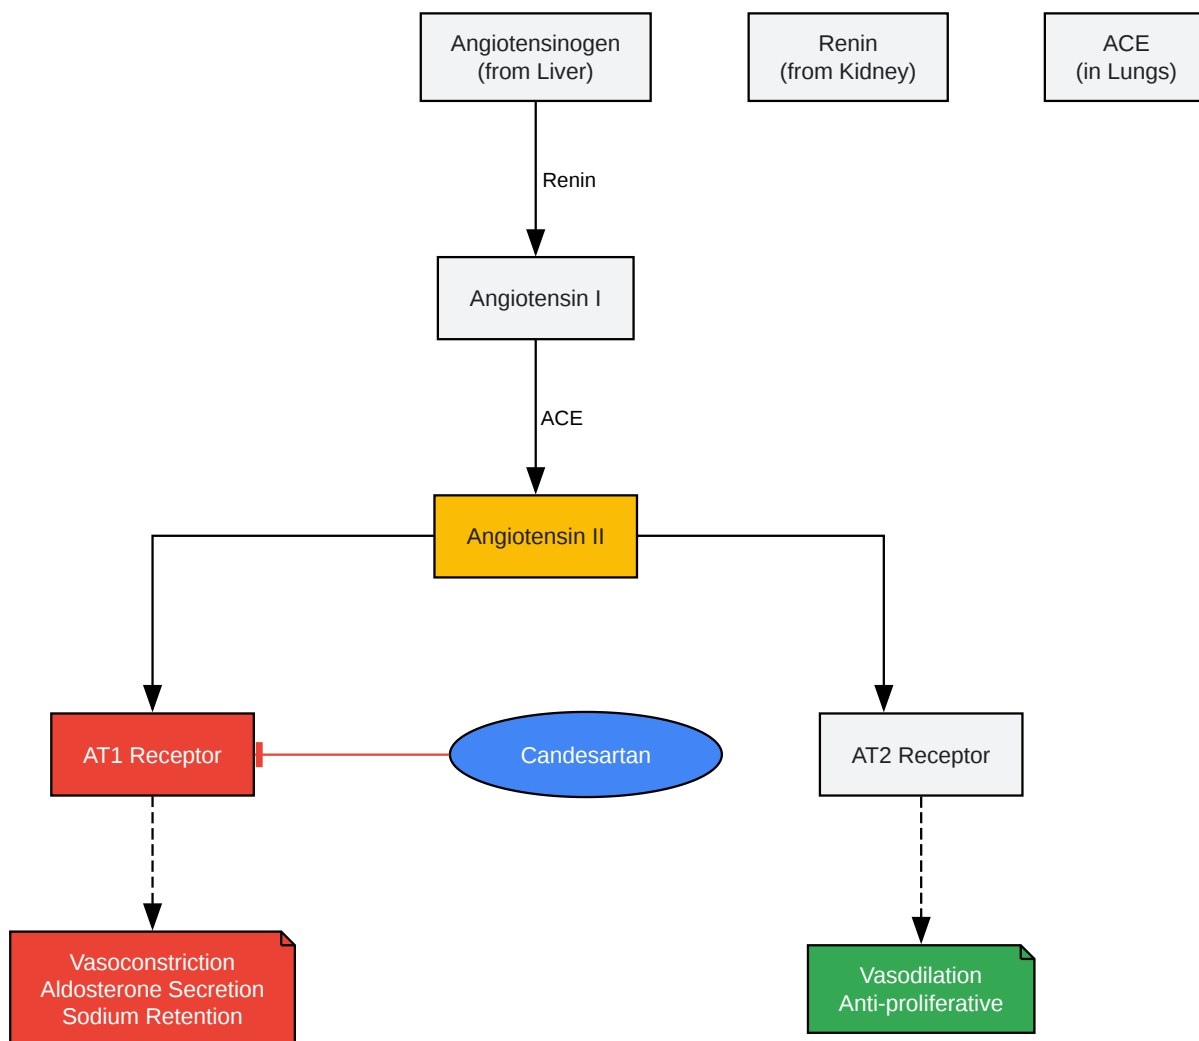 Angiotensinogen
(from Liver)
Renin
(from Kidney)
ACE
(in Lungs)
Renin
Angiotensin I
ACE
Angiotensin II
AT1 Receptor
Candesartan
AT2 Receptor
Vasoconstriction
Aldosterone Secretion
Sodium Retention
Vasodilation
Anti-proliferative